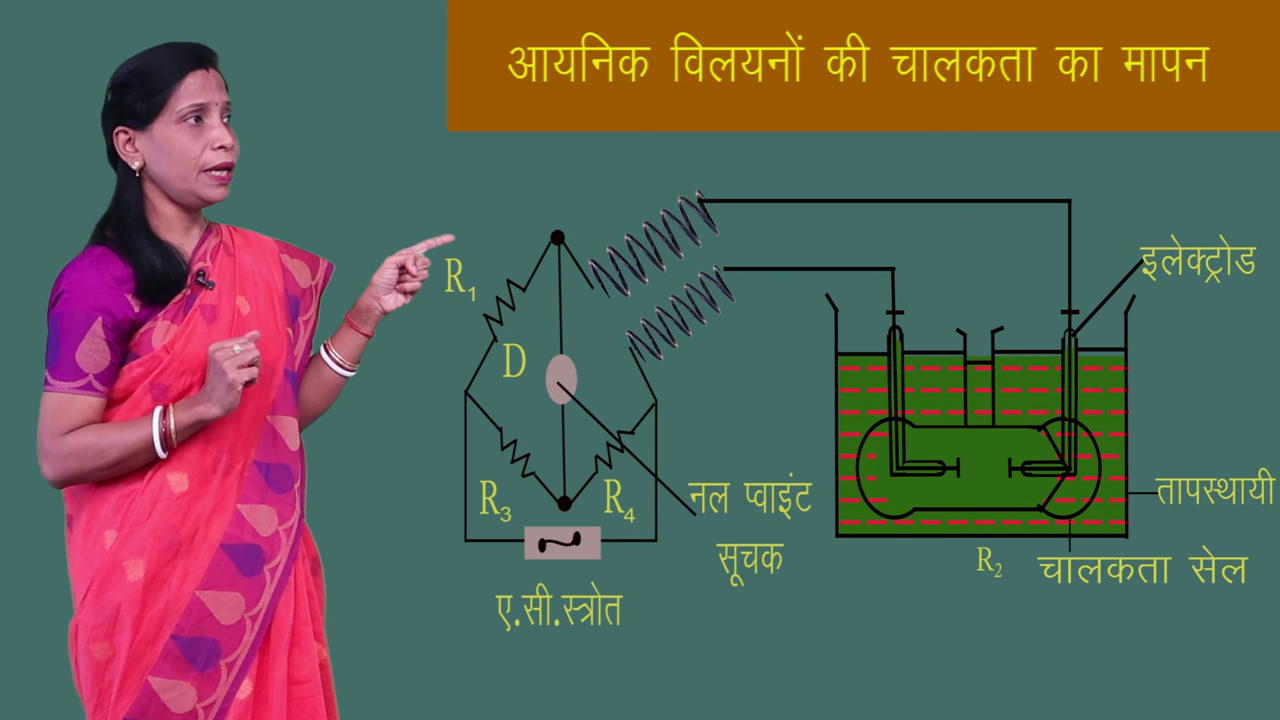 आयनिक विलयनों की चालकता का मापन
इलेक्ट्रोड
R₁
D
R₃
R₄
नल प्वाइंट
सूचक
तापस्थायी
R₂
चालकता सेल
ए.सी.स्त्रोत